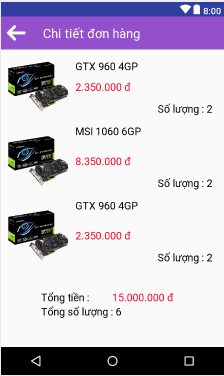 8:00
Chi tiết đơn hàng
GTX 960 4GP
2.350.000 đ
Số lượng : 2
MSI 1060 6GP
8.350.000 đ
Số lượng : 2
GTX 960 4GP
2.350.000 đ
Số lượng : 2
Tổng tiền : 15.000.000 đ
Tổng số lượng : 6